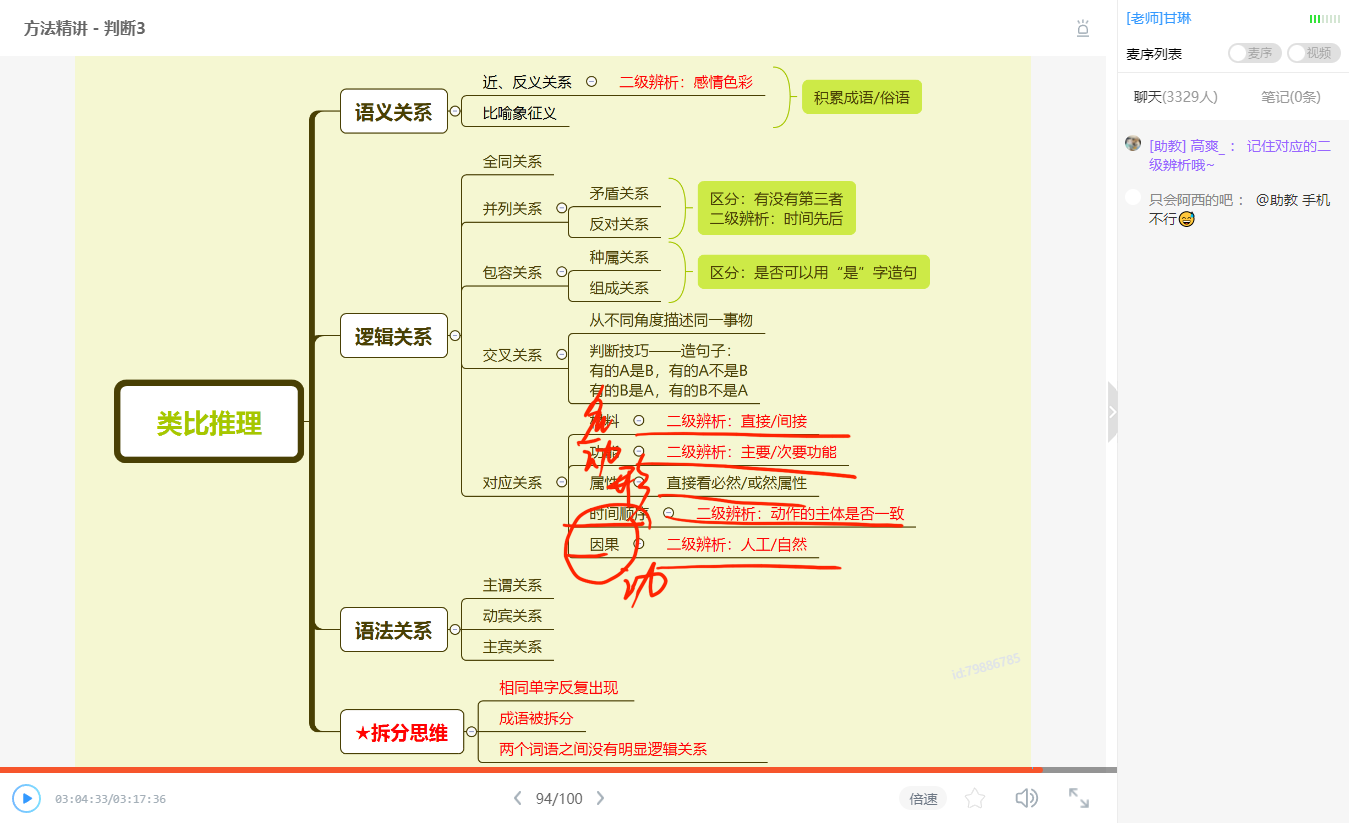 方法精讲 - 判断3
[老师]甘琳
麦序列表
麦序
视频
聊天(3329人)
笔记(0条)
[助教] 高爽_： 记住对应的二
级辨析哦~
只会阿西的吧： @助教 手机
不行😅
类比推理
语义关系
近、反义关系
二级辨析：感情色彩
比喻象征义
积累成语/俗语
逻辑关系
全同关系
并列关系
矛盾关系
反对关系
区分：有没有第三者
二级辨析：时间先后
包容关系
种属关系
组成关系
区分：是否可以用“是”字造句
交叉关系
从不同角度描述同一事物
判断技巧——造句子：
有的A是B，有的A不是B
有的B是A，有的B不是A
对应关系
料
二级辨析：直接/间接
功能
二级辨析：主要/次要功能
属性
直接看必然/或然属性
时间顺序
二级辨析：动作的主体是否一致
因果
二级辨析：人工/自然
名
动
形
功
语法关系
主谓关系
动宾关系
主宾关系
★拆分思维
相同单字反复出现
成语被拆分
两个词语之间没有明显逻辑关系
id:79886785
03:04:33/03:17:36
94/100
倍速